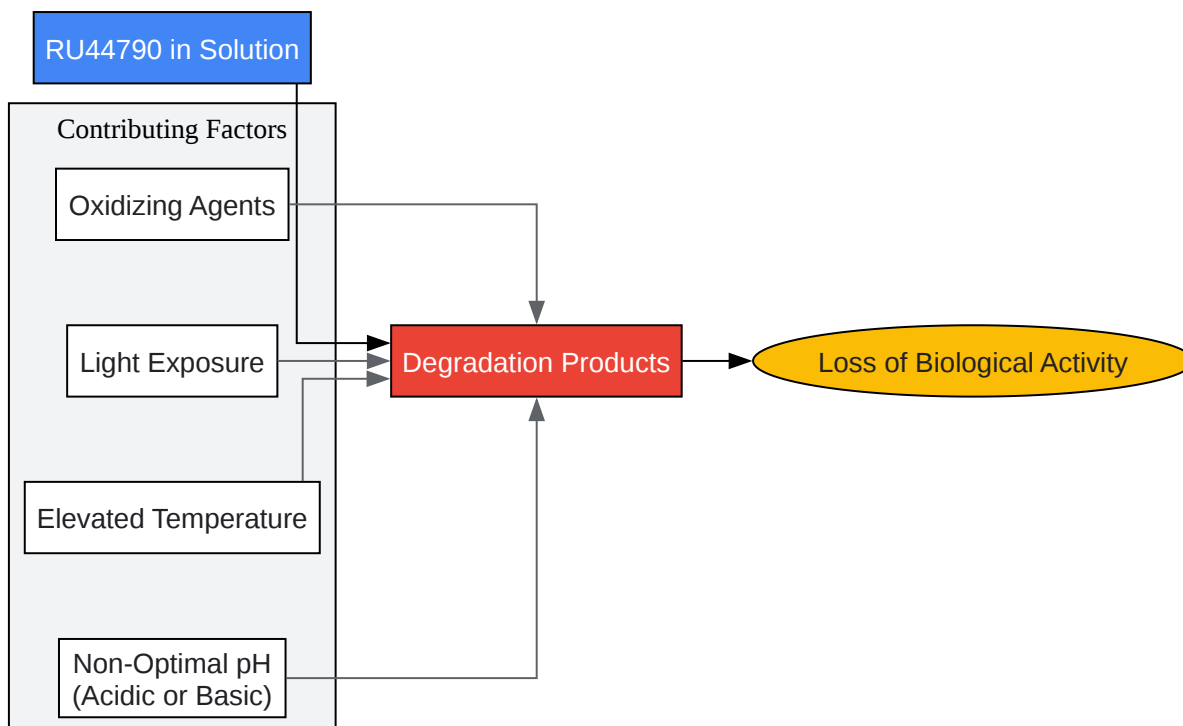 RU44790 in Solution
Contributing Factors
Oxidizing Agents
Light Exposure
Degradation Products
Loss of Biological Activity
Elevated Temperature
Non-Optimal pH
(Acidic or Basic)